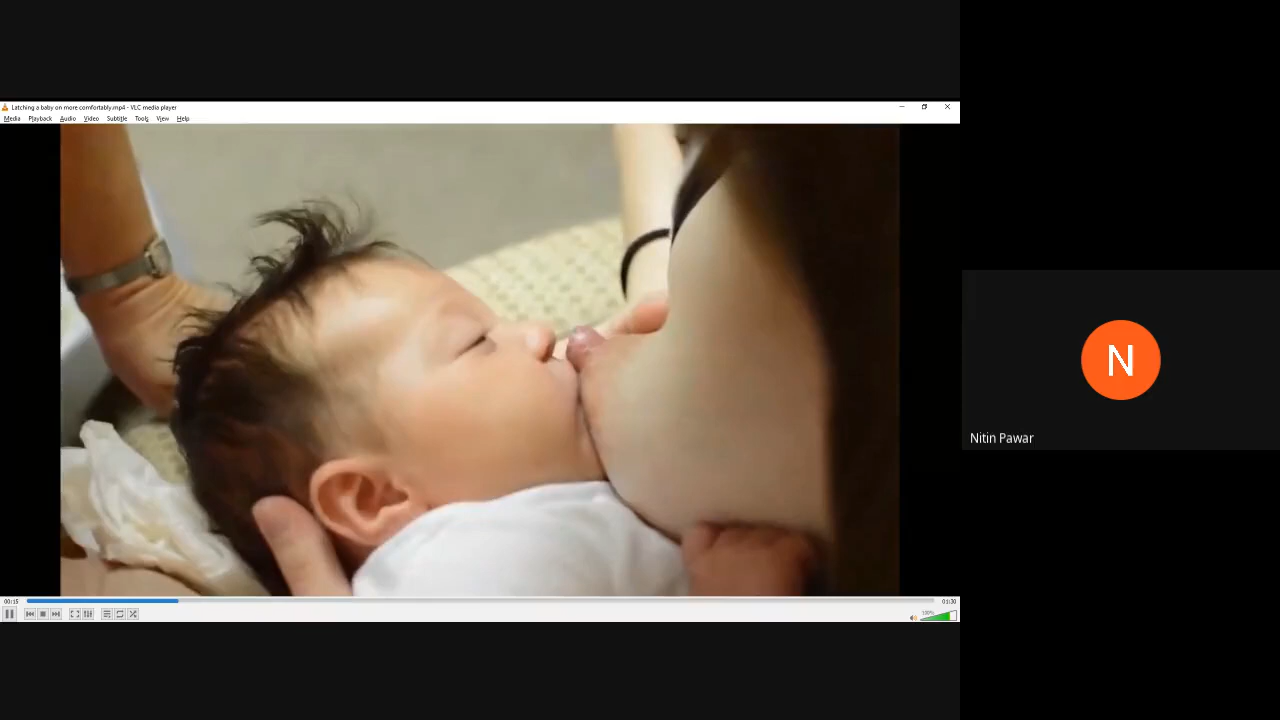 Latching a baby on more comfortably.mp4 - VLC media player
Media Playback Audio Video Subtitle Tools View Help
N
Nitin Pawar
00:15 01:30
100%